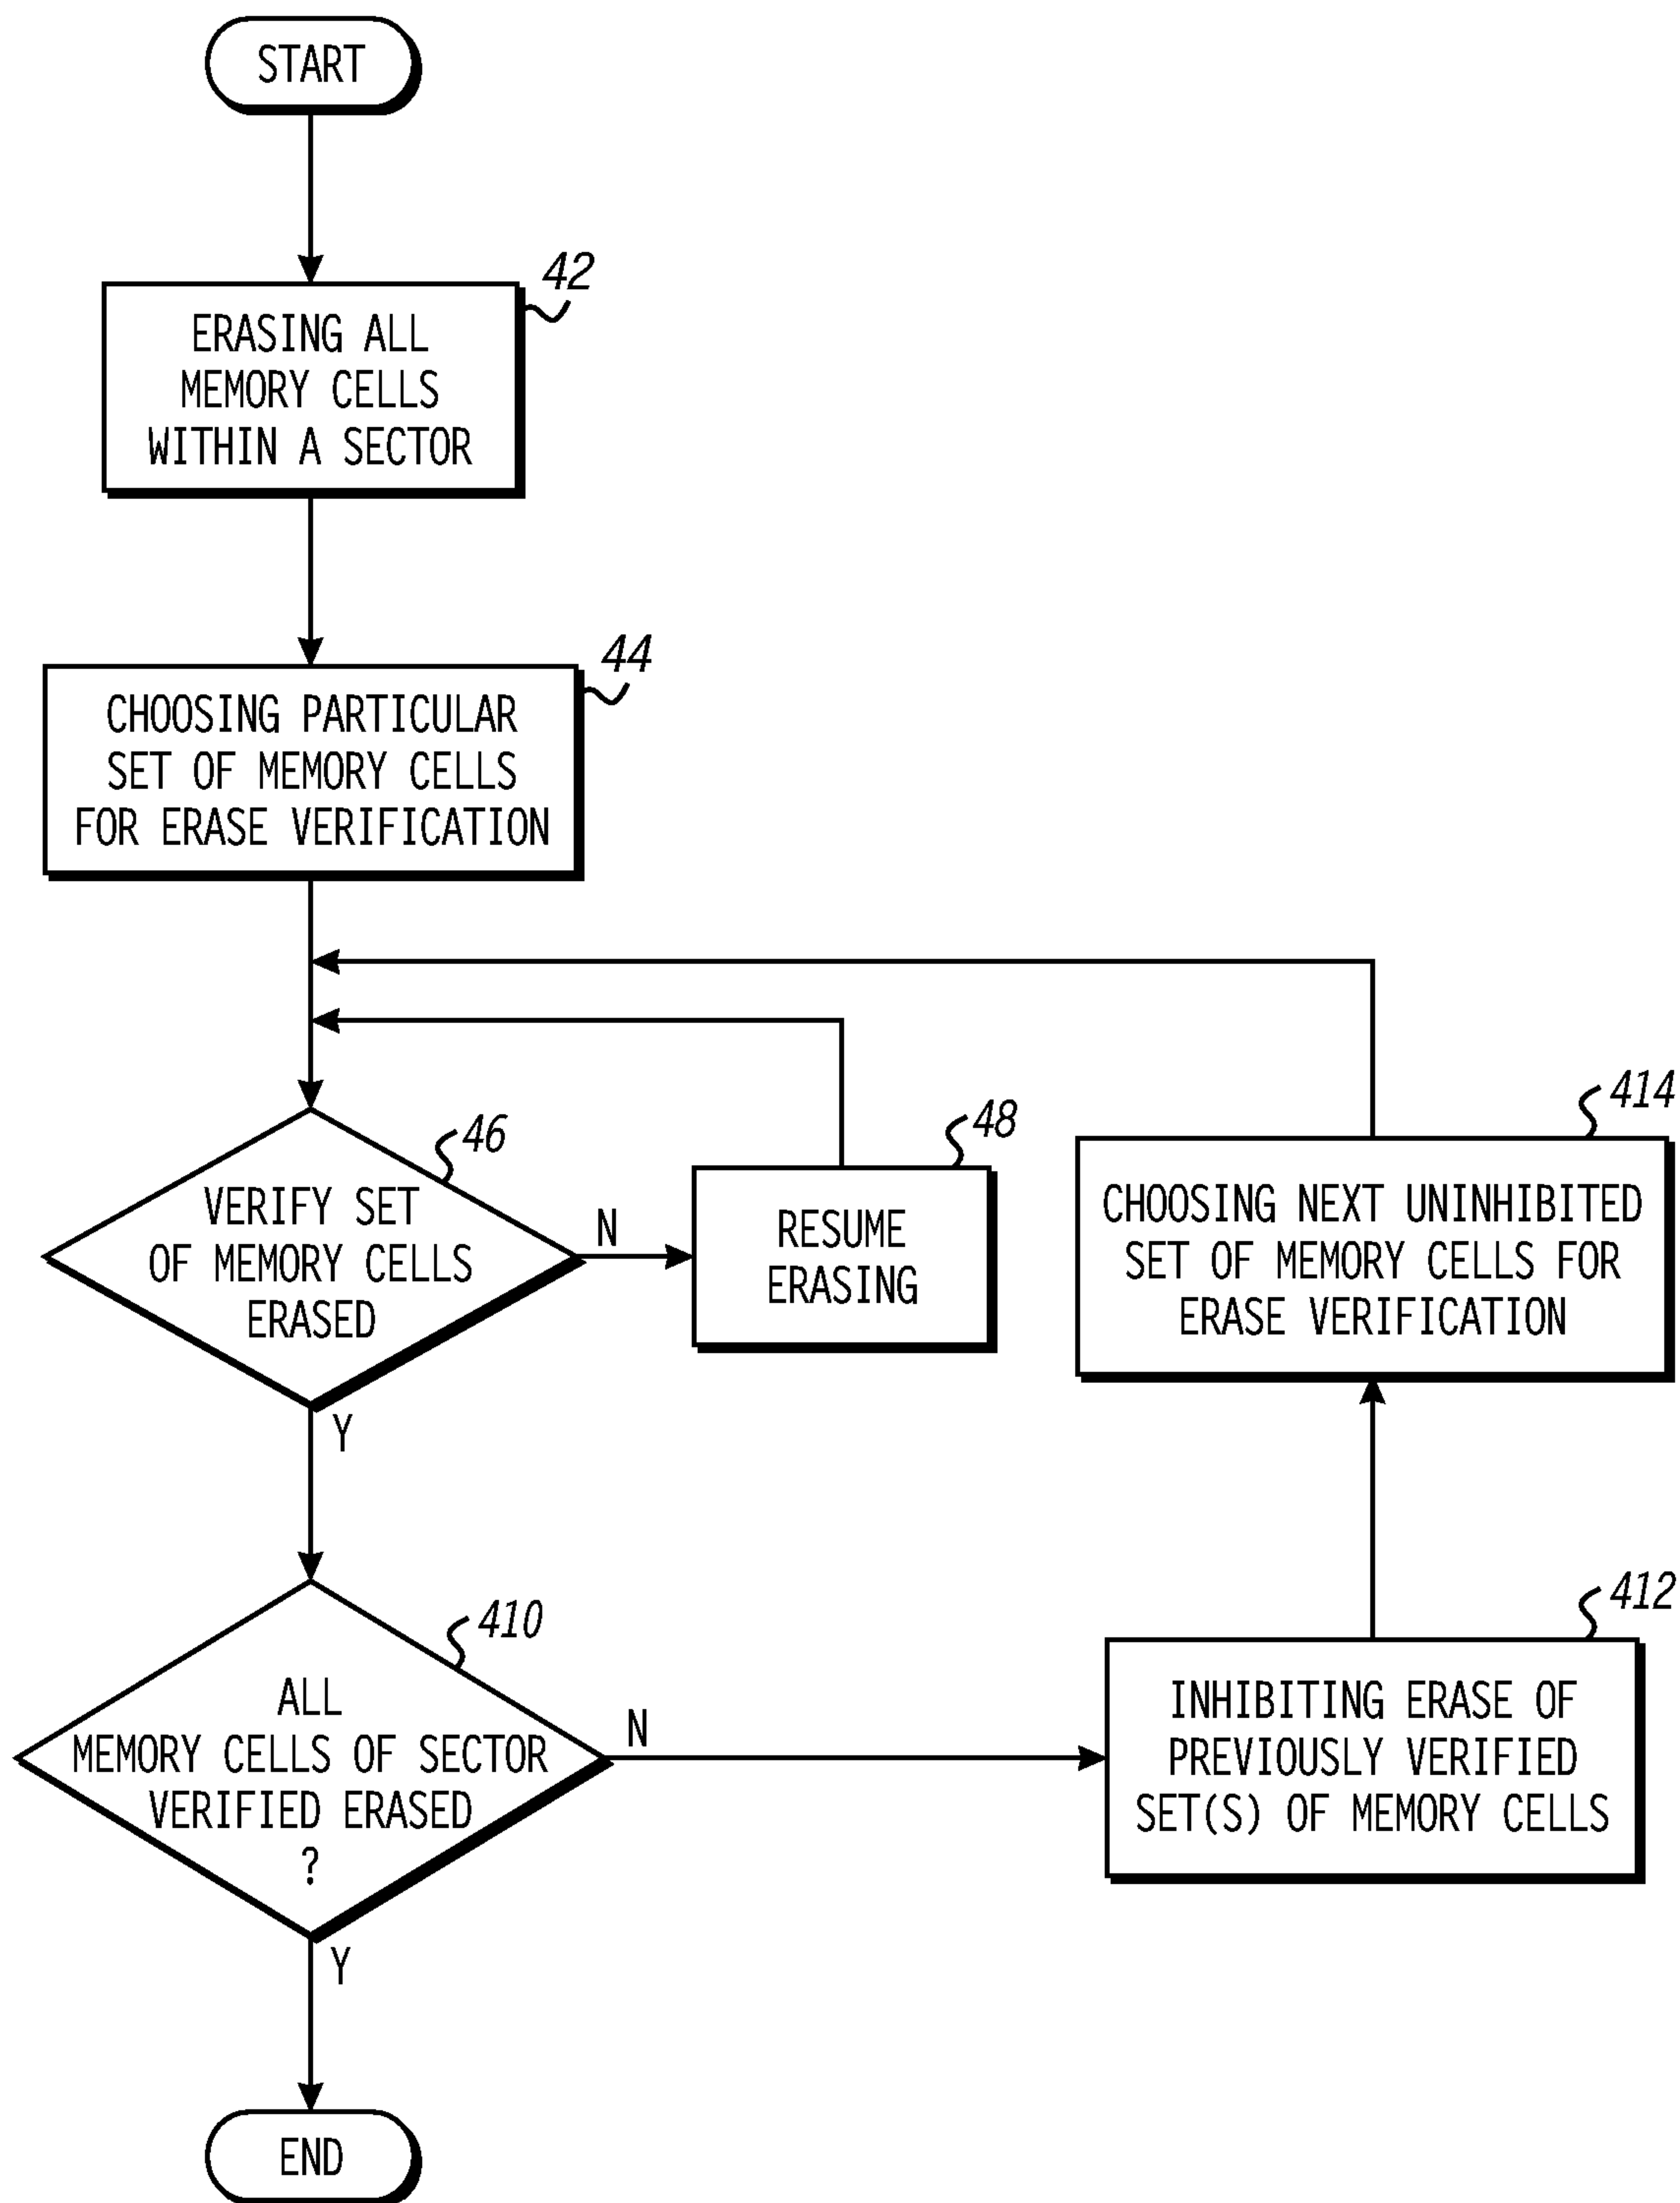 START
42
ERASING ALL
MEMORY CELLS
WITHIN A SECTOR
44
CHOOSING PARTICULAR
SET OF MEMORY CELLS
FOR ERASE VERIFICATION
46
VERIFY SET
OF MEMORY CELLS
ERASED
N
Y
48
RESUME
ERASING
414
CHOOSING NEXT UNINHIBITED
SET OF MEMORY CELLS FOR
ERASE VERIFICATION
410
ALL
MEMORY CELLS OF SECTOR
VERIFIED ERASED
?
N
Y
412
INHIBITING ERASE OF
PREVIOUSLY VERIFIED
SET(S) OF MEMORY CELLS
END